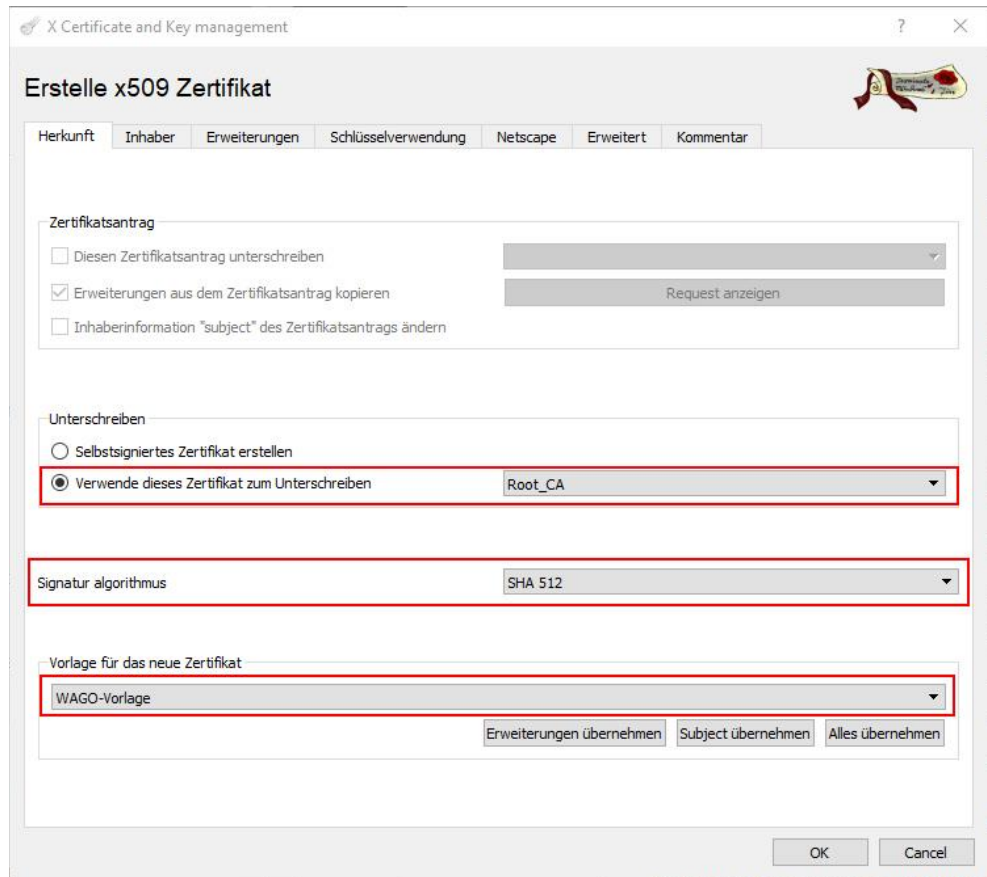 X Certificate and Key management
Erstelle x509 Zertifikat
Herkunft Inhaber Erweiterungen Schlüsselverwendung Netscape Erweitert Kommentar
Zertifikatsantrag
Diesen Zertifikatsantrag unterschreiben
Erweiterungen aus dem Zertifikatsantrag kopieren Request anzeigen
Inhaberinformation "subject" des Zertifikatsantrags ändern
Unterschreiben
Selbstsigniertes Zertifikat erstellen
Verwende dieses Zertifikat zum Unterschreiben Root_CA
Signatur algorithmus SHA 512
Vorlage für das neue Zertifikat
WAGO-Vorlage
Erweiterungen übernehmen Subject übernehmen Alles übernehmen
OK Cancel